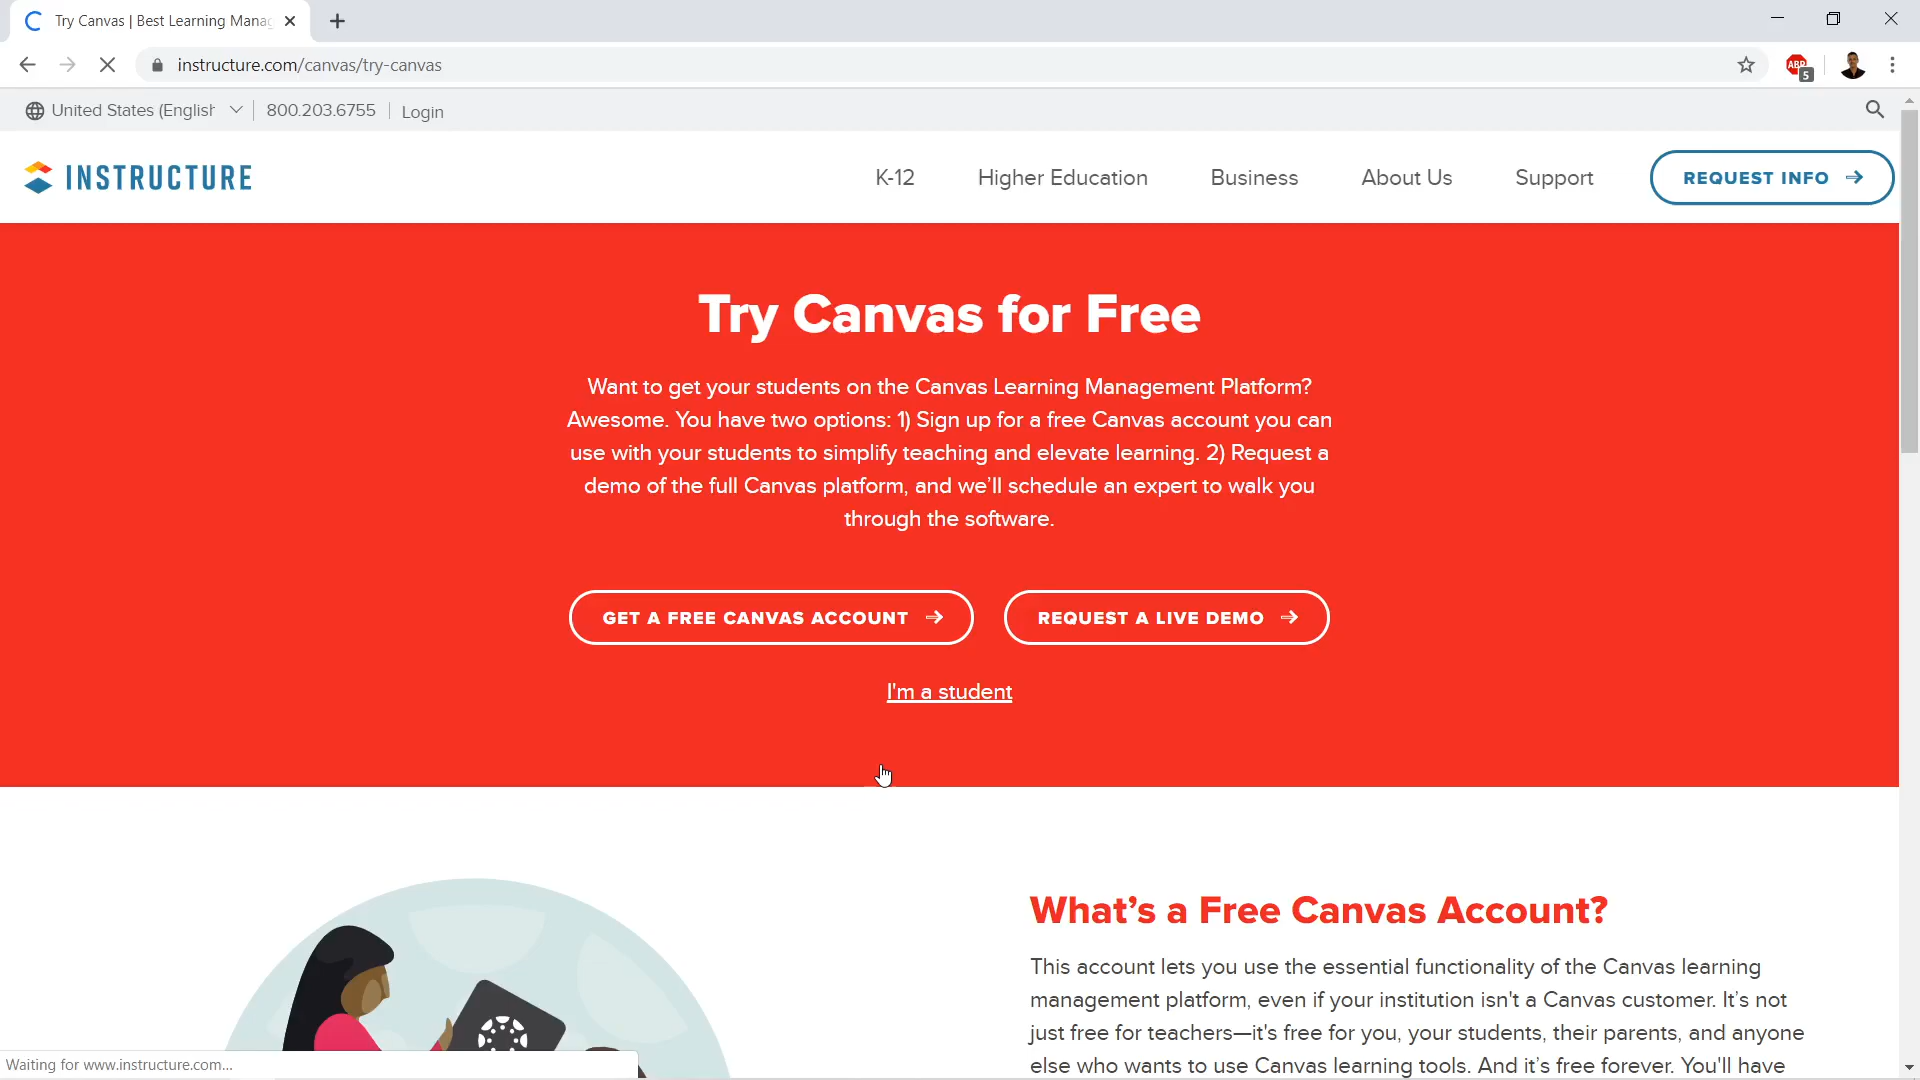 Try Canvas | Best Learning Manag
instructure.com/canvas/try-canvas
ABP
5
United States (English
800.203.6755
Login
INSTRUCTURE
K-12
Higher Education
Business
About Us
Support
REQUEST INFO
Try Canvas for Free
Want to get your students on the Canvas Learning Management Platform?
Awesome. You have two options: 1) Sign up for a free Canvas account you can
use with your students to simplify teaching and elevate learning. 2) Request a
demo of the full Canvas platform, and we’ll schedule an expert to walk you
through the software.
GET A FREE CANVAS ACCOUNT
REQUEST A LIVE DEMO
I'm a student
What’s a Free Canvas Account?
This account lets you use the essential functionality of the Canvas learning
management platform, even if your institution isn't a Canvas customer. It’s not
just free for teachers—it's free for you, your students, their parents, and anyone
else who wants to use Canvas learning tools. And it’s free forever. You'll have
Waiting for www.instructure.com...